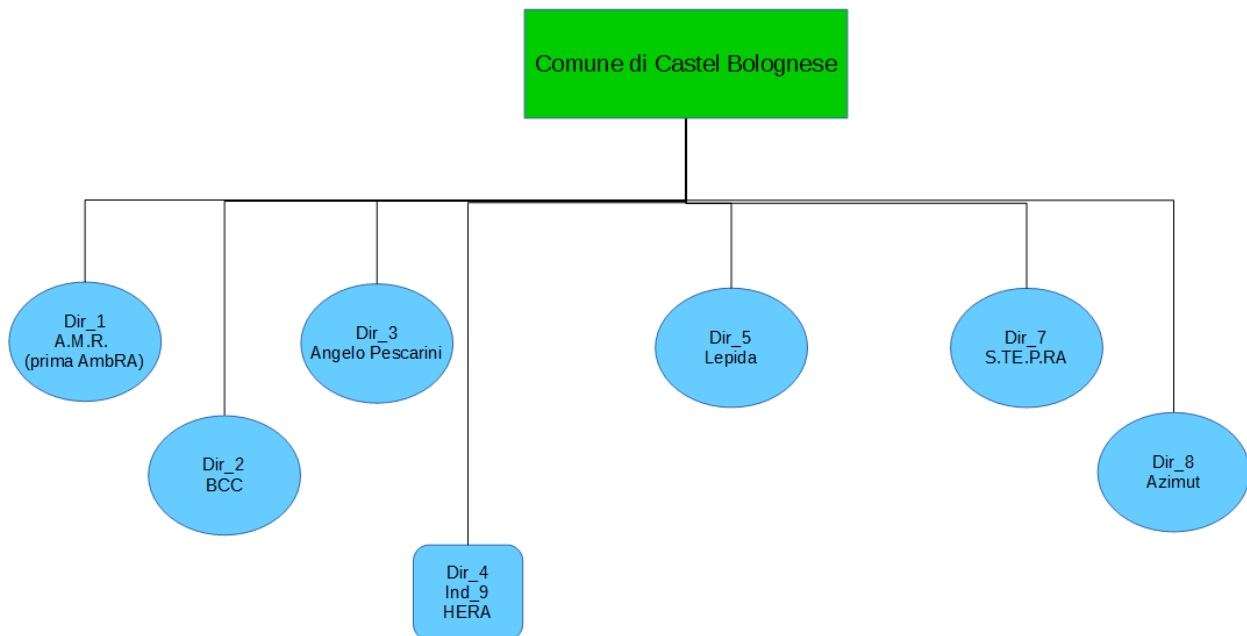 Comune di Castel Bolognese
Dir_1
A.M.R.
(prima AmbRA)
Dir_3
Angelo Pescarini
Dir_5
Lepida
Dir_7
S.TE.P.RA
Dir_2
BCC
Dir_8
Azimut
Dir_4
Ind_9
HERA